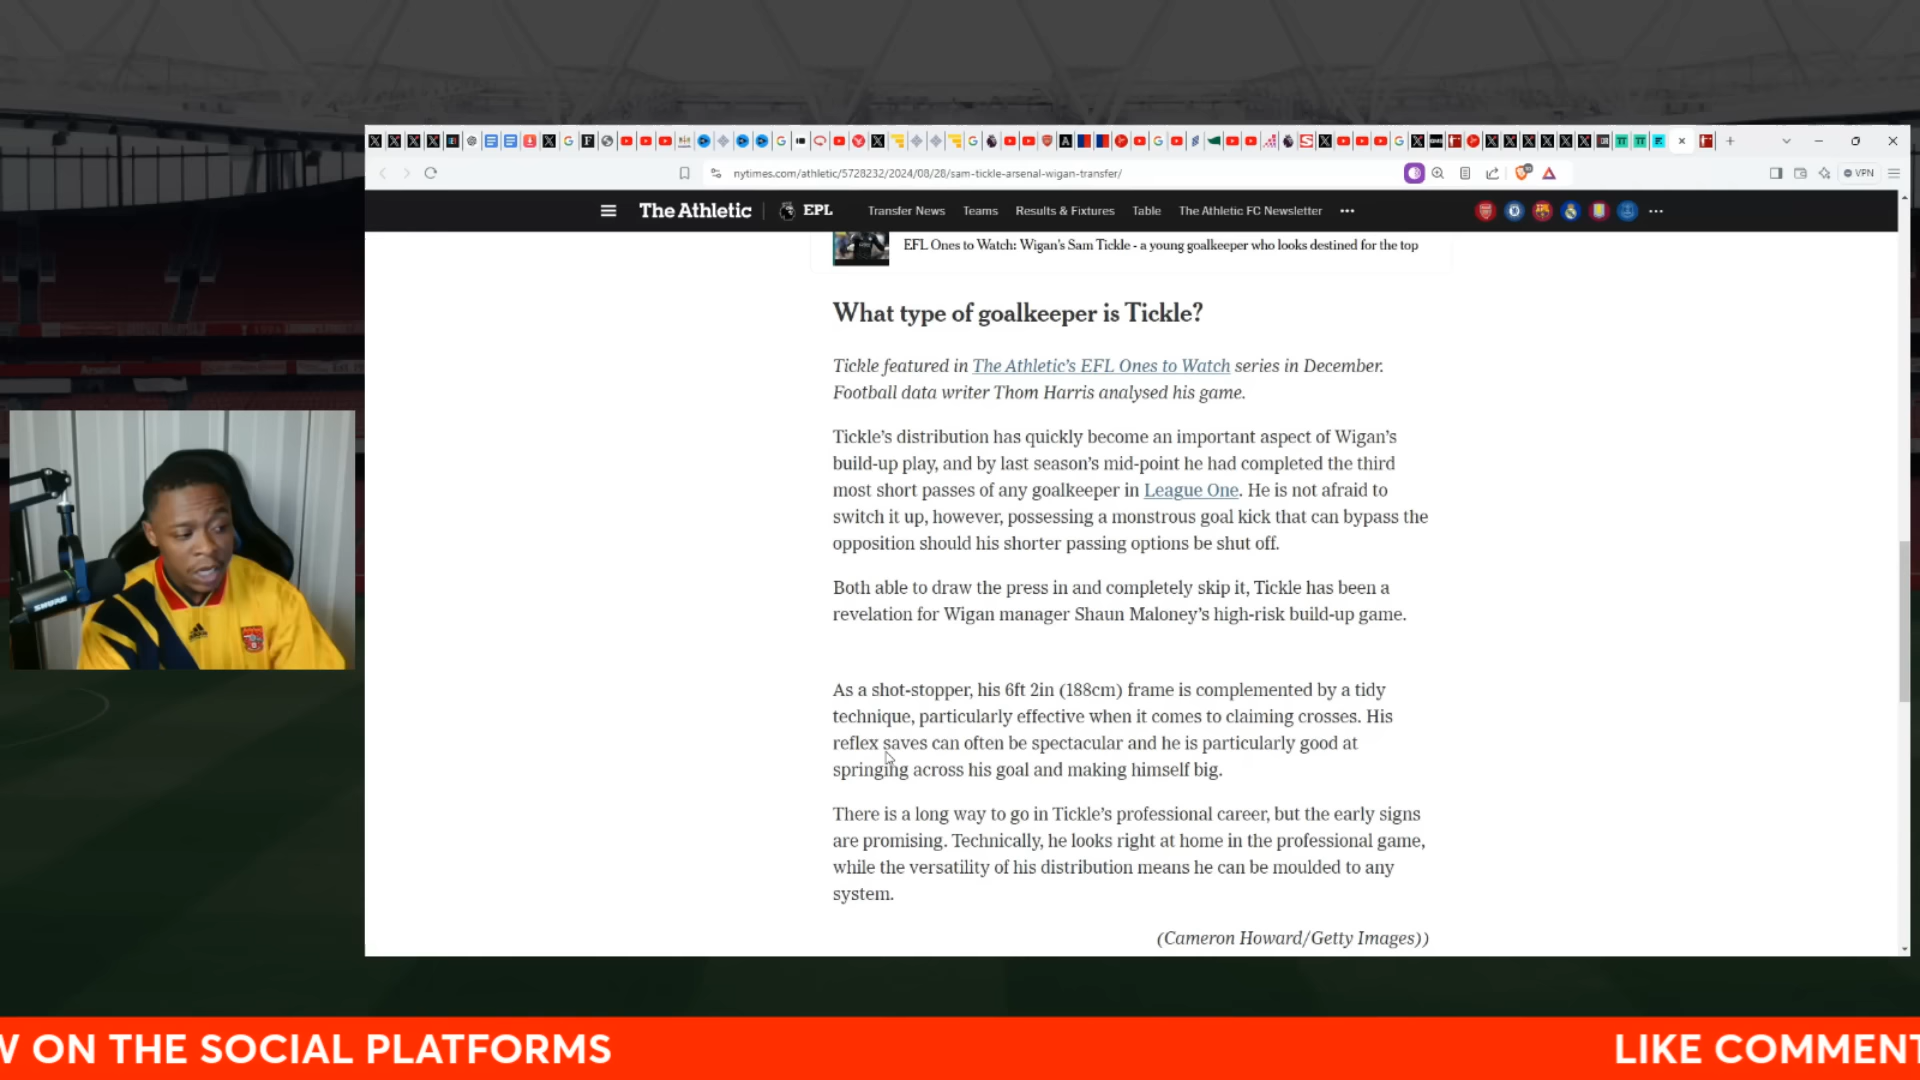 nytimes.com/athletic/5728232/2024/08/28/sam-tickle-arsenal-wigan-transfer/
VPN
The Athletic
EPL
Transfer News
Teams
Results & Fixtures
Table
The Athletic FC Newsletter
EFL Ones to Watch: Wigan's Sam Tickle - a young goalkeeper who looks destined for the top
What type of goalkeeper is Tickle?
Tickle featured in The Athletic's EFL Ones to Watch series in December.
Football data writer Thom Harris analysed his game.
Tickle's distribution has quickly become an important aspect of Wigan's
build-up play, and by last season's mid-point he had completed the third
most short passes of any goalkeeper in League One. He is not afraid to
switch it up, however, possessing a monstrous goal kick that can bypass the
opposition should his shorter passing options be shut off.
Both able to draw the press in and completely skip it, Tickle has been a
revelation for Wigan manager Shaun Maloney's high-risk build-up game.
As a shot-stopper, his 6ft 2in (188cm) frame is complemented by a tidy
technique, particularly effective when it comes to claiming crosses. His
reflex saves can often be spectacular and he is particularly good at
springing across his goal and making himself big.
There is a long way to go in Tickle's professional career, but the early signs
are promising. Technically, he looks right at home in the professional game,
while the versatility of his distribution means he can be moulded to any
system.
(Cameron Howard/Getty Images))
Arsenal
SHURE
W ON THE SOCIAL PLATFORMS
LIKE COMMENT